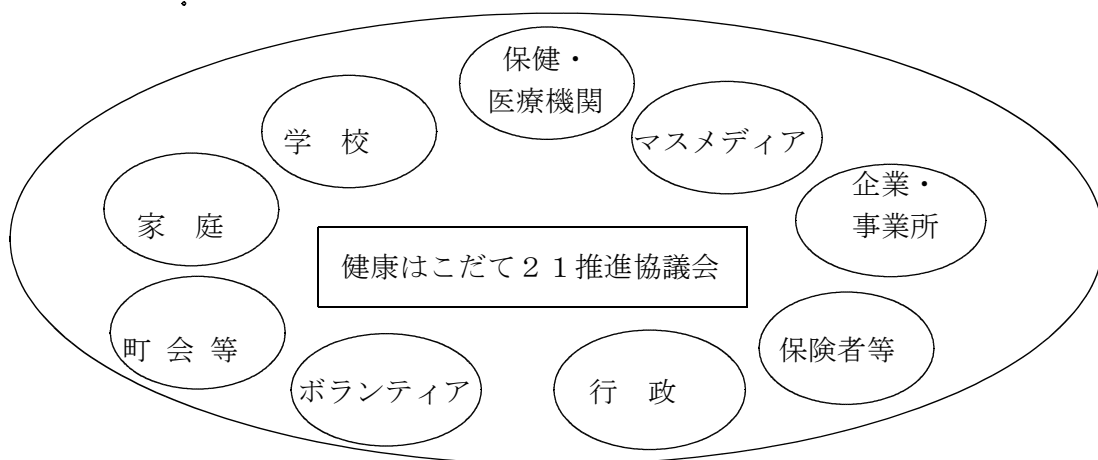 。
保健・
医療機関
学　校
マスメディア
企業・
事業所
家　庭
健康はこだて２１推進協議会
町 会 等
保険者等
ボランティア
行　政